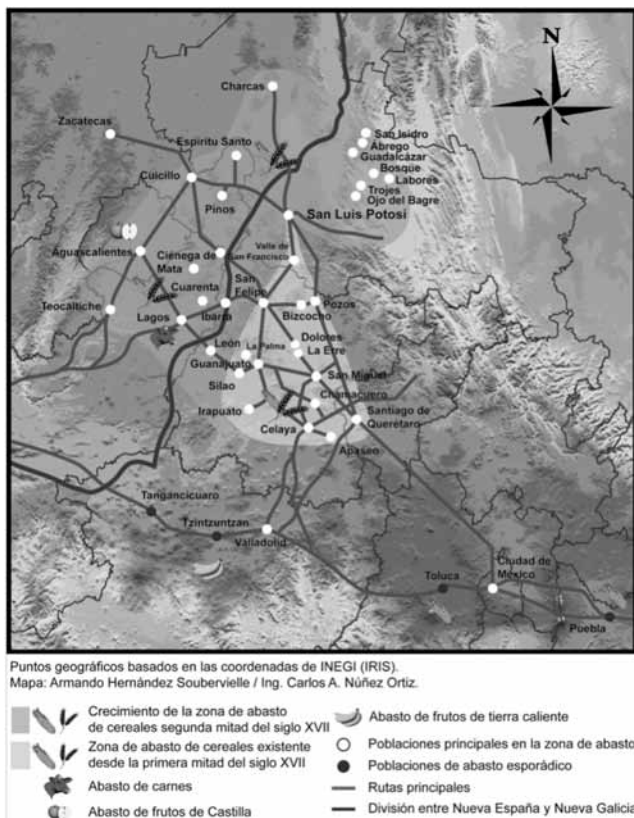 N
Charcas
Zacatecas
Espíritu Santo
San Isidro
Abrego
Guadalcázar
Bosque
Labores
Trojes
Ojo del Bagre
Cuicillo
Pinos
San Luis Potosí
Aguascalientes
Ciénega de
Mata
Valle de
San Francisco
Cuarenta
San
Felipe
Teocaltiche
Lagos
Ibarra
Bizcocho
Pozos
León
La Palma
Dolores
La Erre
Guanajuato
Silao
San Miguel
Irapuato
Chamacuero
Celaya
Santiago de
Querétaro
Apaseo
Tangancicuaro
Tzintzuntzan
Valladolid
Toluca
Ciudad de
México
Puebla
Puntos geográficos basados en las coordenadas de INEGI (IRIS).
Mapa: Armando Hernández Soubervielle / Ing. Carlos A. Núñez Ortiz.
Crecimiento de la zona de abasto
de cereales segunda mitad del siglo XVII
Zona de abasto de cereales existente
desde la primera mitad del siglo XVII
Abasto de carnes
Abasto de frutos de Castilla
Abasto de frutos de tierra caliente
Poblaciones principales en la zona de abasto
Poblaciones de abasto esporádico
Rutas principales
División entre Nueva España y Nueva Galicia